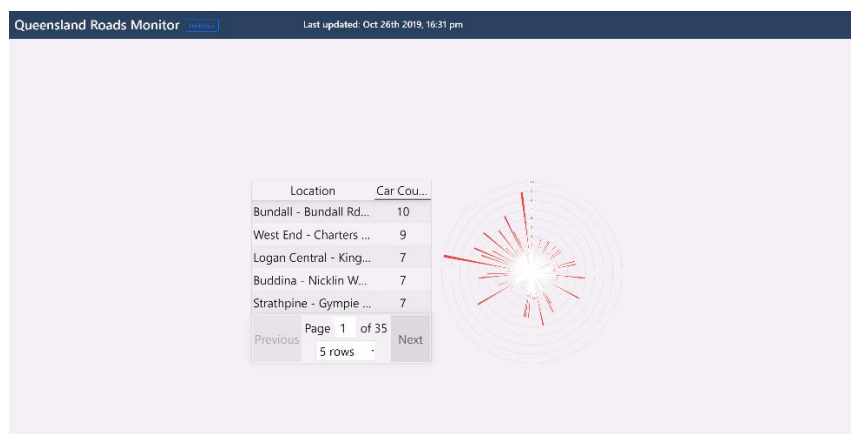 Queensland Roads Monitor
Last updated: Oct 26th 2019, 16:31 pm
Location Car Cou...
Bundall - Bundall Rd... 10
West End - Charters ... 9
Logan Central - King... 7
Buddina - Nicklin W... 7
Strathpine - Gympie ... 7
Previous Page 1 of 35 Next
5 rows